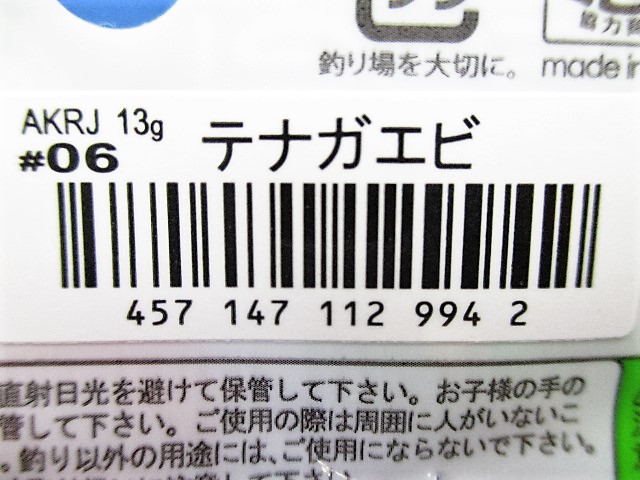 釣り場を大切に。 made in
AKRJ 13g テナガエビ
#06
457 147 112 994 2
直射日光を避けて保管して下さい。お子様の手の
管して下さい。ご使用の際は周囲に人がいないこ
。釣り以外の用途には、ご使用にならないで下さい。